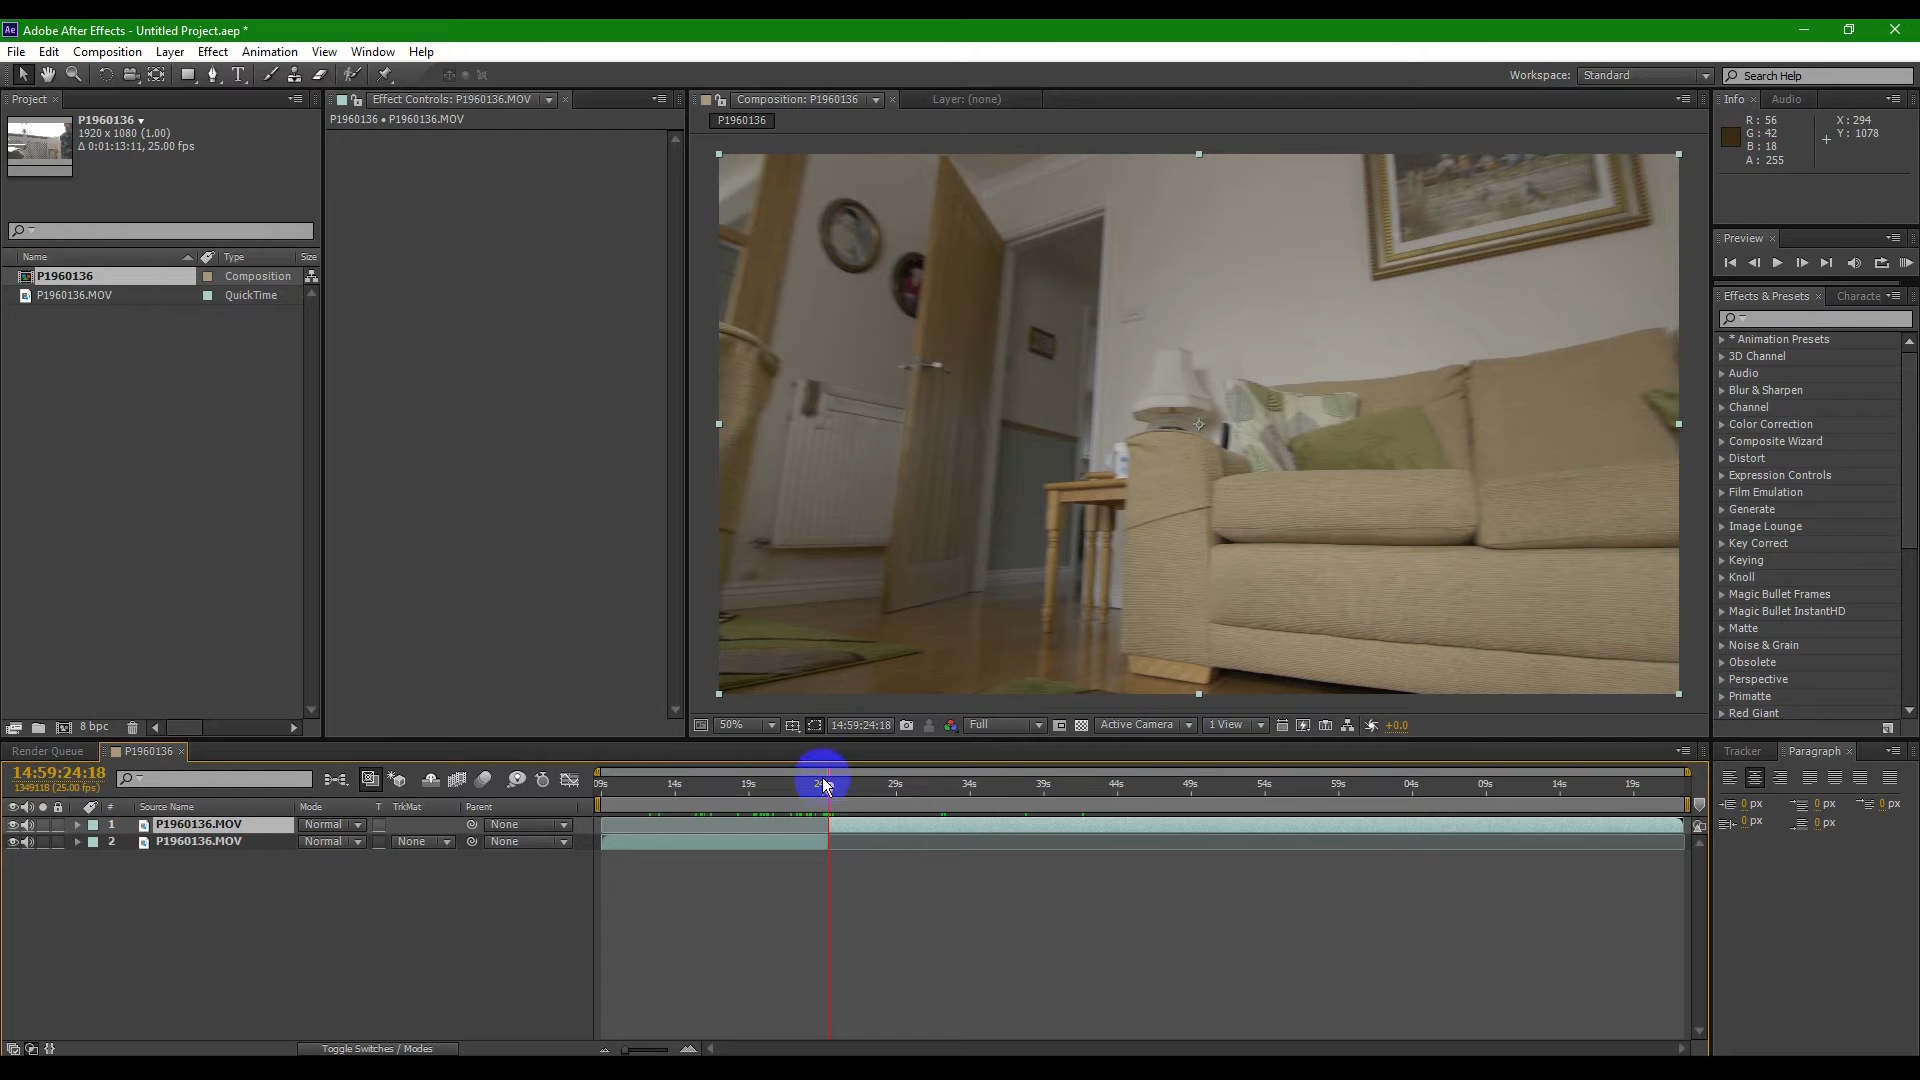 Ae Adobe After Effects - Untitled Project.aep *
File Edit Composition Layer Effect Animation View Window Help
T Workspace: Standard Search Help
Project
P1960136
1920 x 1080 (1.00)
Δ 0:01:13:11, 25.00 fps
Name Type Size
P1960136 Composition
P1960136.MOV QuickTime
8 bpc
Effect Controls: P1960136.MOV
P1960136 • P1960136.MOV
Composition: P1960136 Layer: (none)
P1960136
50% 14:59:24:18 Full Active Camera 1 View +0.0
Info Audio
R: 56 X: 294
G: 42 Y: 1078
B: 18
A: 255
Preview
Effects & Presets Characte
* Animation Presets
3D Channel
Audio
Blur & Sharpen
Channel
Color Correction
Composite Wizard
Distort
Expression Controls
Film Emulation
Generate
Image Lounge
Key Correct
Keying
Knoll
Magic Bullet Frames
Magic Bullet InstantHD
Matte
Noise & Grain
Obsolete
Perspective
Primatte
Red Giant
Render Queue P1960136
14:59:24:18
1349118 (25.00 fps)
09s 14s 19s 29s 34s 39s 44s 49s 54s 59s 04s 09s 14s 19s
# Source Name Mode T TrkMat Parent
1 P1960136.MOV Normal None
2 P1960136.MOV Normal None None
Toggle Switches / Modes
Tracker Paragraph
0 px 0 px 0 px
0 px 0 px